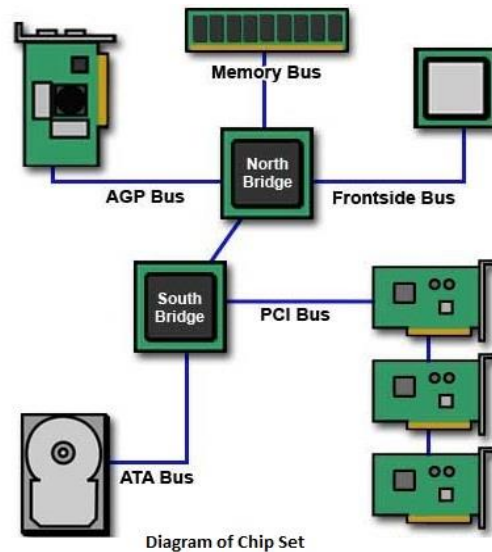 Memory Bus
North
Bridge
AGP Bus
Frontside Bus
South
Bridge
PCI Bus
ATA Bus
Diagram of Chip Set